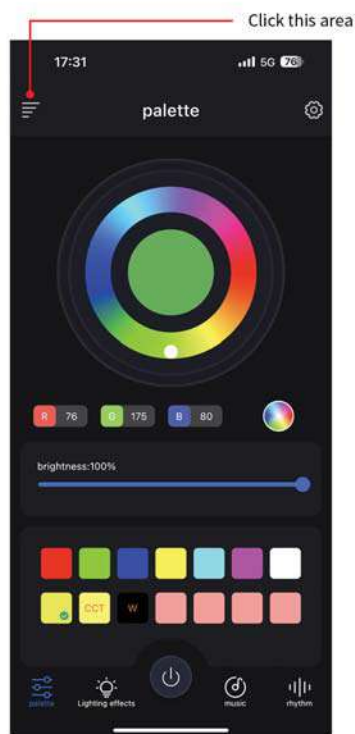 Click this area
17:31 5G 76
palette
R 76 G 175 B 80
brightness:100%
CCT W
palette Lighting effects music rhythm